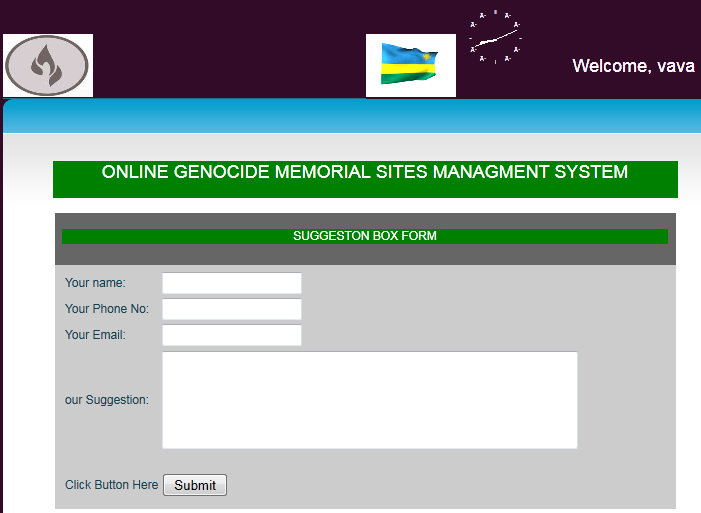 Welcome, vava
ONLINE GENOCIDE MEMORIAL SITES MANAGMENT SYSTEM
SUGGESTON BOX FORM
Your name:
Your Phone No:
Your Email:
our Suggestion:
Click Button Here Submit